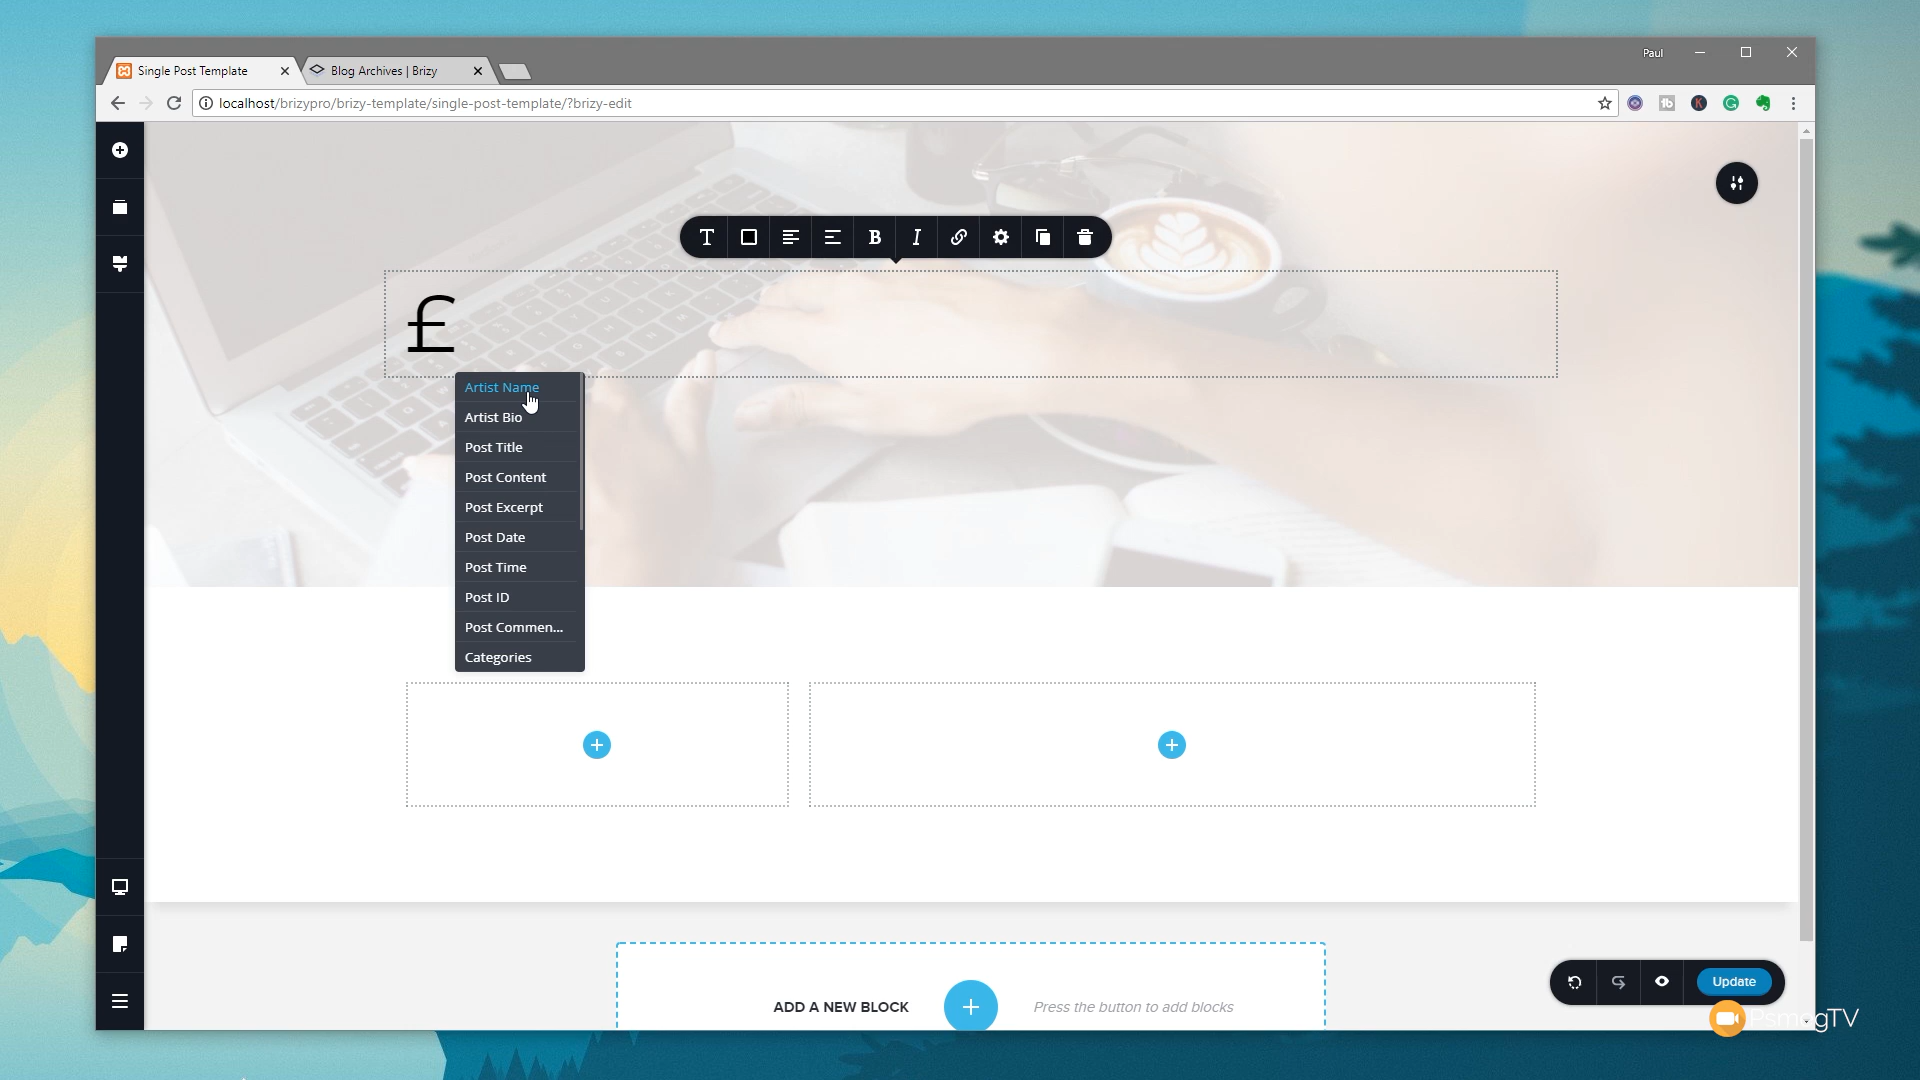 Paul
Single Post Template
Blog Archives | Brizy
localhost/brizypro/brizy-template/single-post-template/?brizy-edit
T
B
I
£
Artist Name
Artist Bio
Post Title
Post Content
Post Excerpt
Post Date
Post Time
Post ID
Post Commen...
Categories
ADD A NEW BLOCK
Press the button to add blocks
Update
PsmegTV